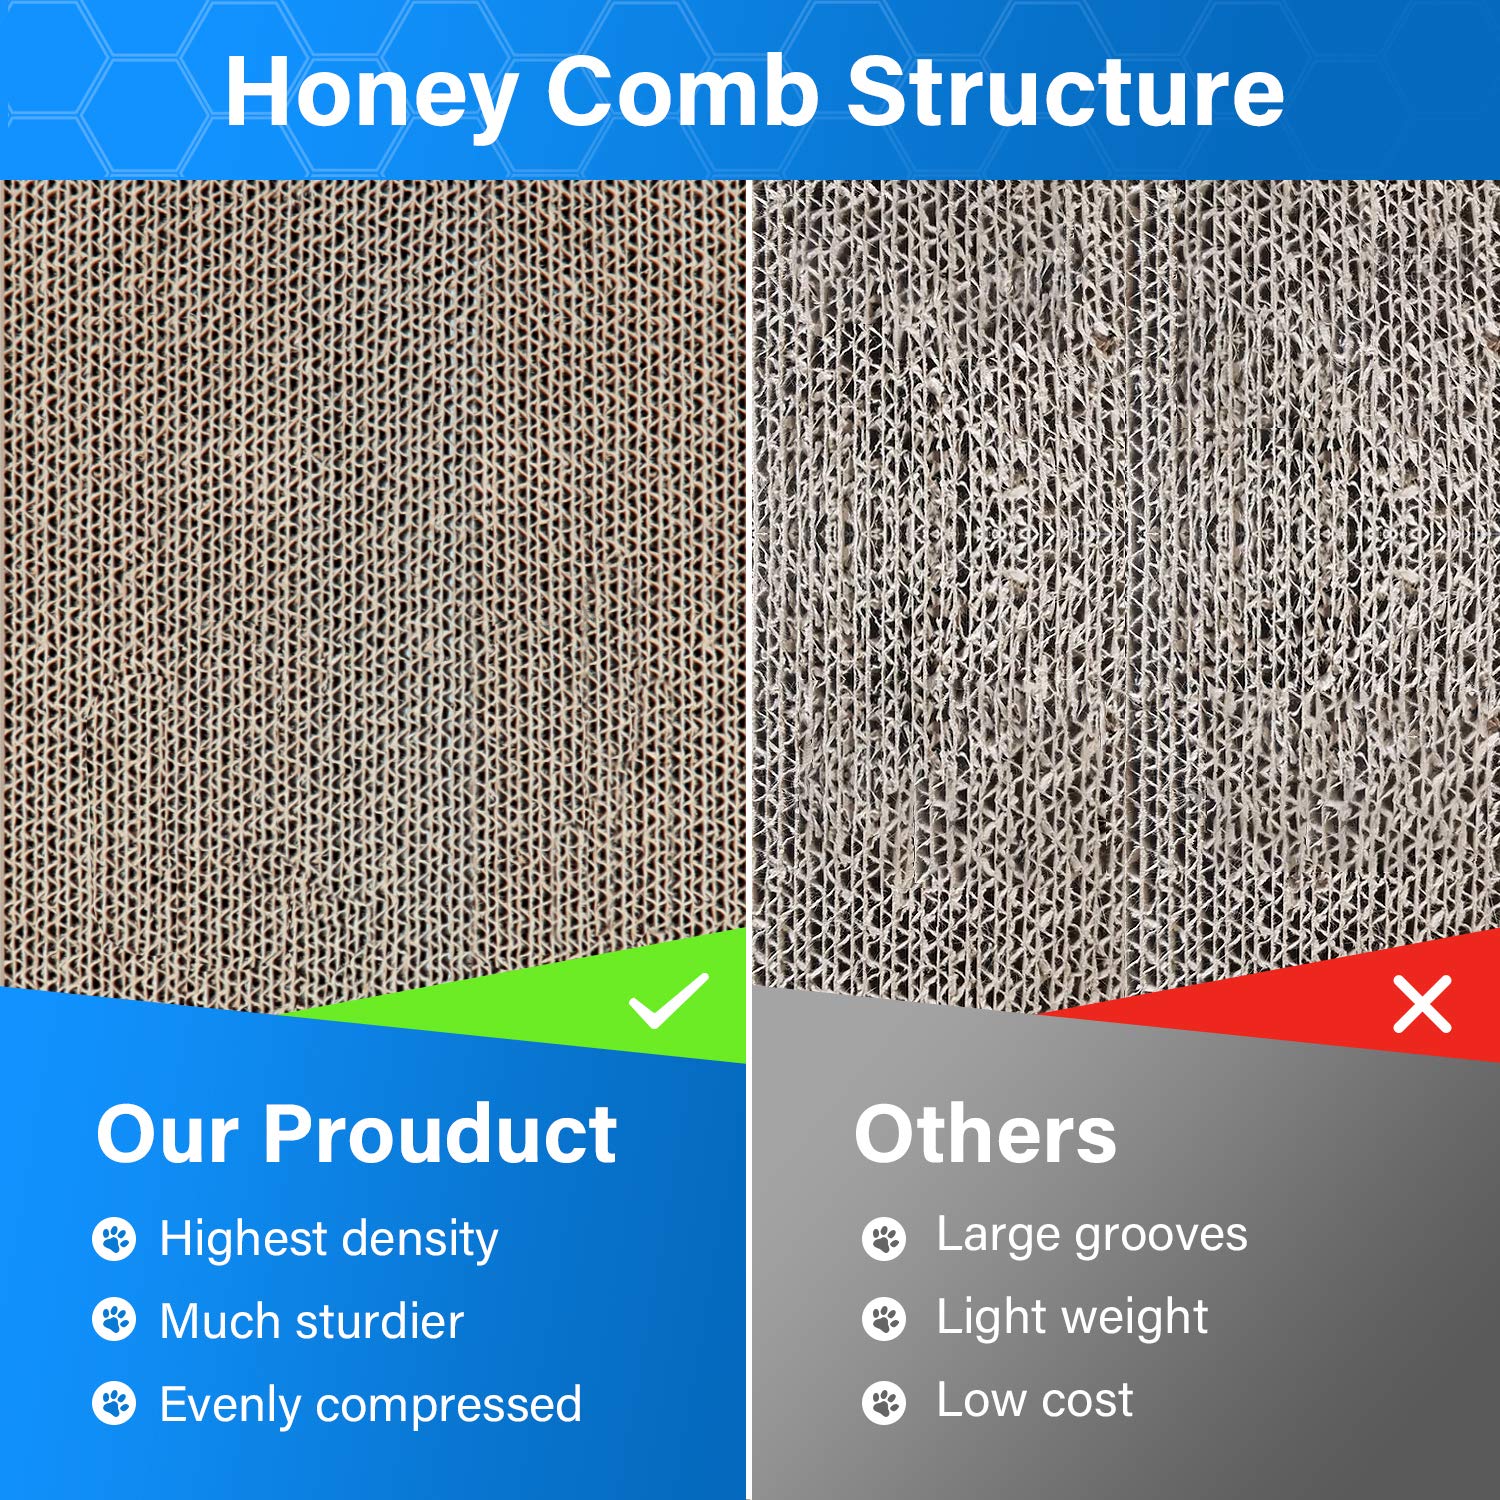 Honey Comb Structure
Our Prouduct
Highest density
Much sturdier
Evenly compressed
Others
Large grooves
Light weight
Low cost